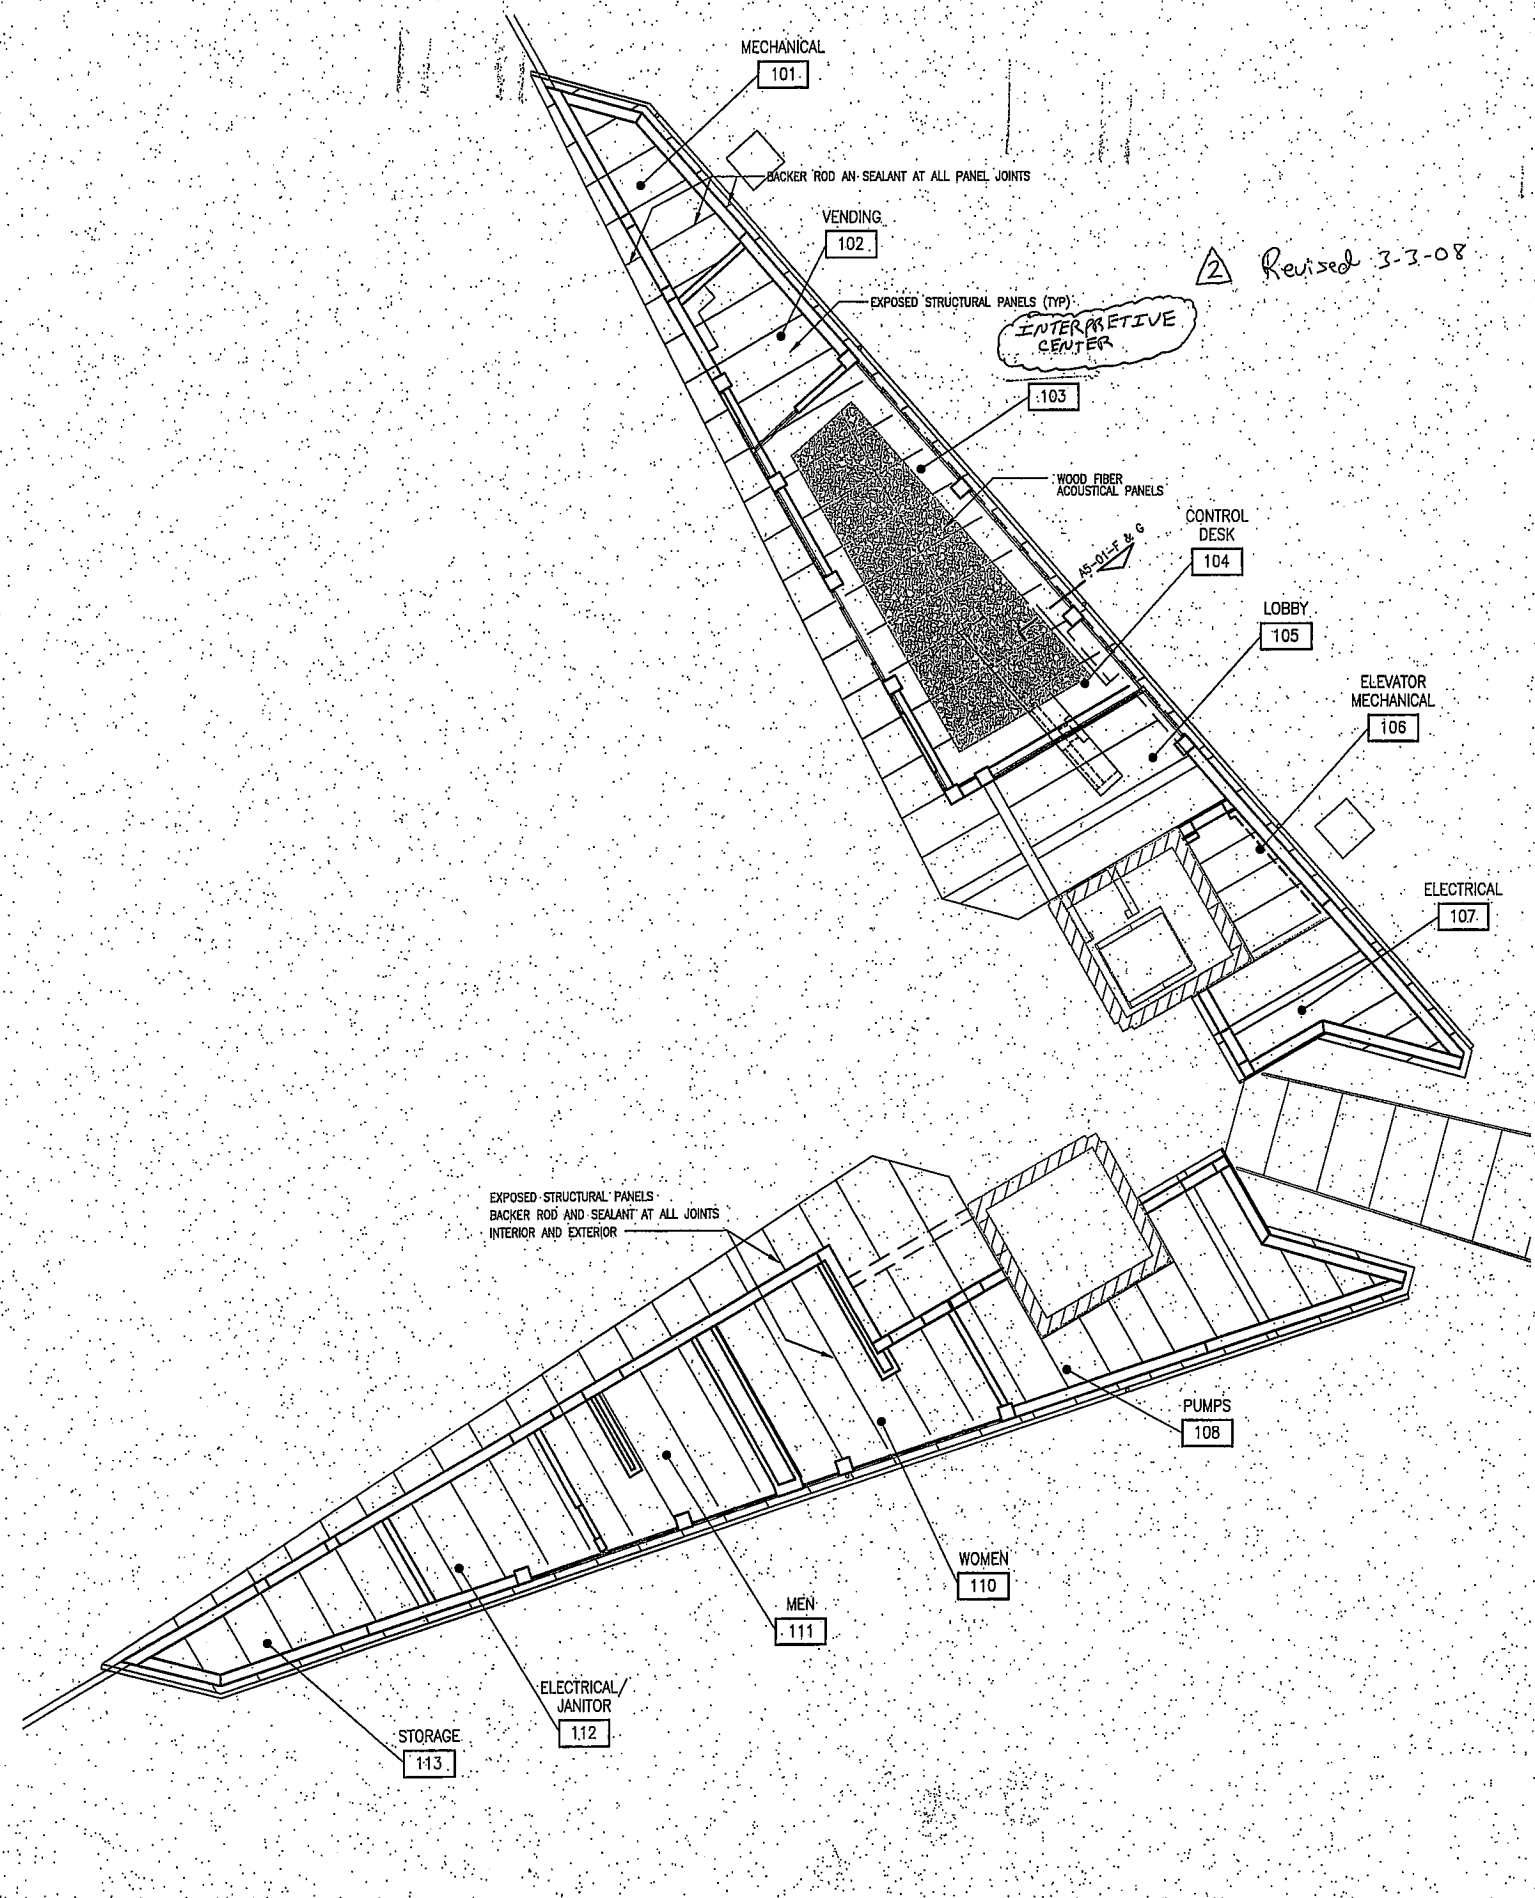 MECHANICAL
101
BACKER ROD AN SEALANT AT ALL PANEL JOINTS
VENDING
102
2 Revised 3-3-08
EXPOSED STRUCTURAL PANELS (TYP)
INTERPRETIVE
CENTER
103
WOOD FIBER
ACOUSTICAL PANELS
A5-01-F & G
CONTROL
DESK
104
LOBBY
105
ELEVATOR
MECHANICAL
106
ELECTRICAL
107
EXPOSED STRUCTURAL PANELS
BACKER ROD AND SEALANT AT ALL JOINTS
INTERIOR AND EXTERIOR
PUMPS
108
WOMEN
110
MEN
111
ELECTRICAL/
JANITOR
112
STORAGE
113